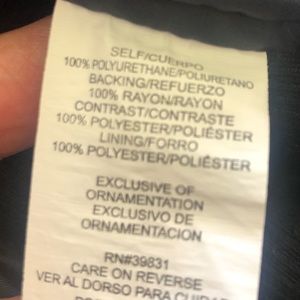 SELF/CUERPO
100% POLYURETHANE/POLIURETANO
BACKING/REFUERZO
100% RAYON/RAYON
CONTRAST/CONTRASTE
100% POLYESTER/POLIÉSTER
LINING/FORRO
100% POLYESTER/POLIÉSTER
EXCLUSIVE OF
ORNAMENTATION
EXCLUSIVO DE
ORNAMENTACION
RN#39831
CARE ON REVERSE
VER AL DORSO PARA